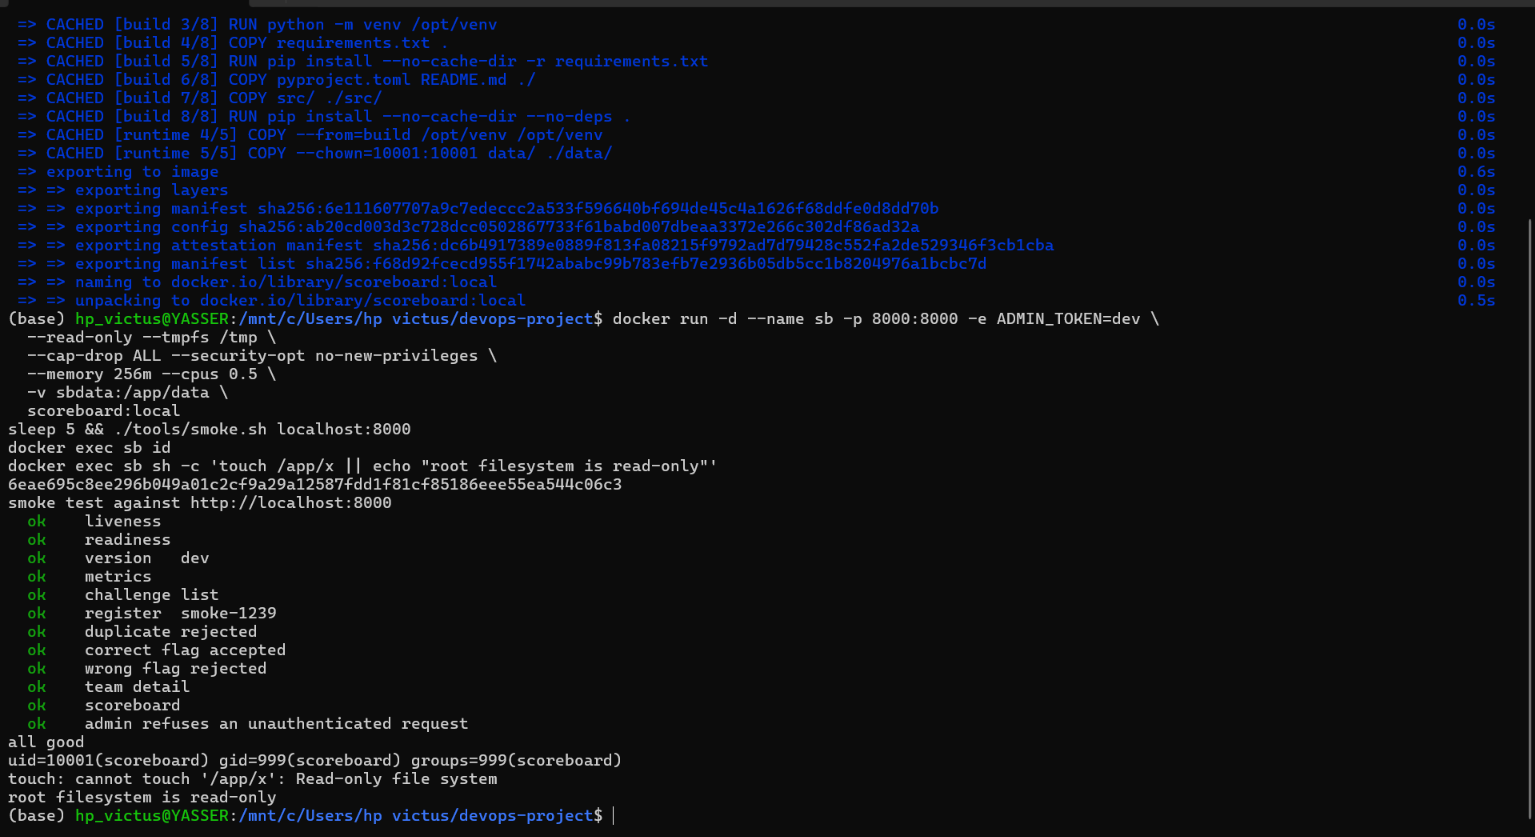 => CACHED [build 3/8] RUN python -m venv /opt/venv 0.0s
=> CACHED [build 4/8] COPY requirements.txt . 0.0s
=> CACHED [build 5/8] RUN pip install --no-cache-dir -r requirements.txt 0.0s
=> CACHED [build 6/8] COPY pyproject.toml README.md ./ 0.0s
=> CACHED [build 7/8] COPY src/ ./src/ 0.0s
=> CACHED [build 8/8] RUN pip install --no-cache-dir --no-deps . 0.0s
=> CACHED [runtime 4/5] COPY --from=build /opt/venv /opt/venv 0.0s
=> CACHED [runtime 5/5] COPY --chown=10001:10001 data/ ./data/ 0.0s
=> exporting to image 0.6s
=> => exporting layers 0.0s
=> => exporting manifest sha256:6e111607707a9c7edeccc2a533f596640bf694de45c4a1626f68ddfe0d8dd70b 0.0s
=> => exporting config sha256:ab20cd003d3c728dcc0502867733f61babd007dbeaa3372e266c302df86ad32a 0.0s
=> => exporting attestation manifest sha256:dc6b4917389e0889f813fa08215f9792ad7d79428c552fa2de529346f3cb1cba 0.0s
=> => exporting manifest list sha256:f68d92fcecd955f1742ababc99b783efb7e2936b05db5cc1b8204976a1bcbc7d 0.0s
=> => naming to docker.io/library/scoreboard:local 0.0s
=> => unpacking to docker.io/library/scoreboard:local 0.5s
(base) hp_victus@YASSER:/mnt/c/Users/hp victus/devops-project$ docker run -d --name sb -p 8000:8000 -e ADMIN_TOKEN=dev \
--read-only --tmpfs /tmp \
--cap-drop ALL --security-opt no-new-privileges \
--memory 256m --cpus 0.5 \
-v sbdata:/app/data \
scoreboard:local
sleep 5 && ./tools/smoke.sh localhost:8000
docker exec sb id
docker exec sb sh -c 'touch /app/x || echo "root filesystem is read-only"'
6eae695c8ee296b049a01c2cf9a29a12587fdd1f81cf85186eee55ea544c06c3
smoke test against http://localhost:8000
ok liveness
ok readiness
ok version dev
ok metrics
ok challenge list
ok register smoke-1239
ok duplicate rejected
ok correct flag accepted
ok wrong flag rejected
ok team detail
ok scoreboard
ok admin refuses an unauthenticated request
all good
uid=10001(scoreboard) gid=999(scoreboard) groups=999(scoreboard)
touch: cannot touch '/app/x': Read-only file system
root filesystem is read-only
(base) hp_victus@YASSER:/mnt/c/Users/hp victus/devops-project$